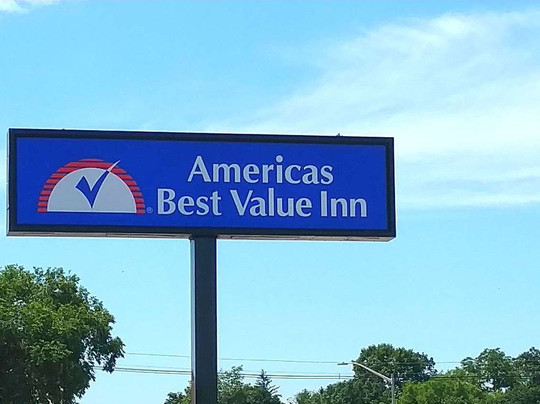 Americas
Best Value Inn